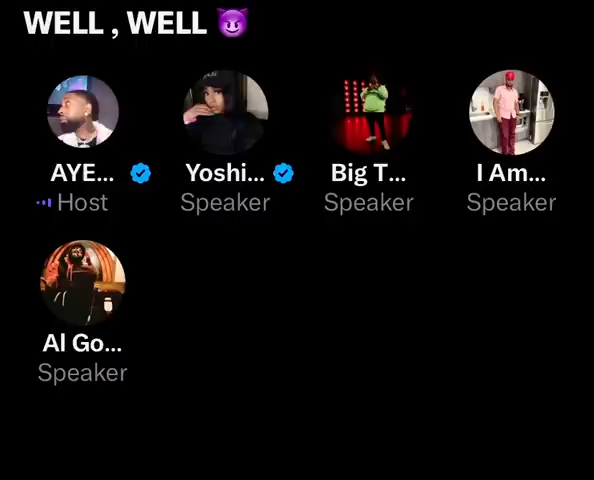 WELL , WELL 😈
AYE... Yoshi... Big T... I Am...
Host Speaker Speaker Speaker
Al Go...
Speaker